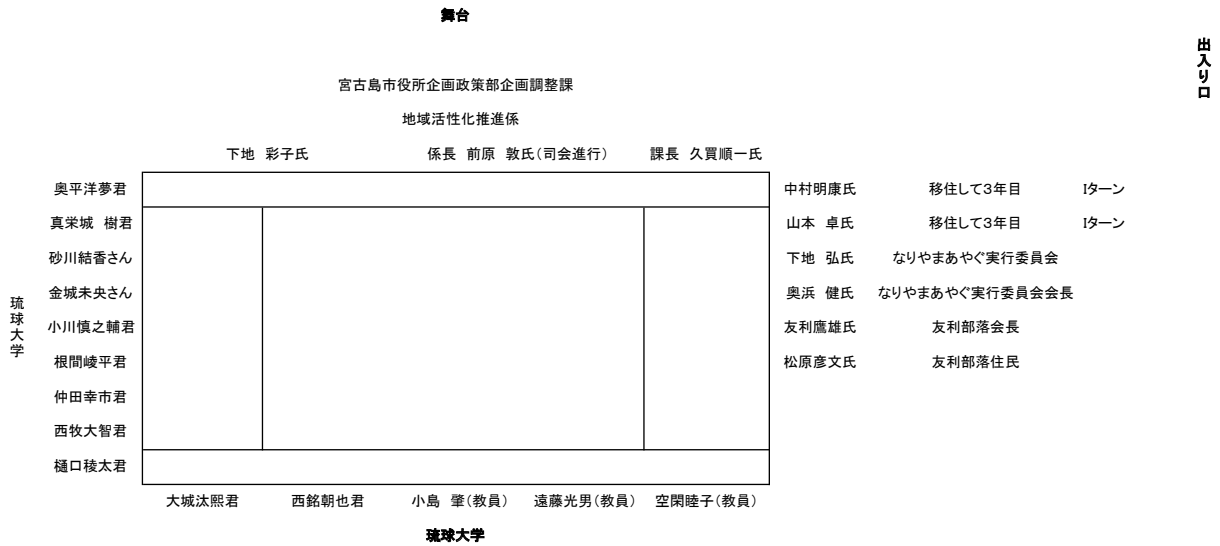 舞台
出入り口
宮古島市役所企画政策部企画調整課
地域活性化推進係
下地 彩子氏 係長 前原 敦氏(司会進行) 課長 久貝順一氏
奥平洋夢君 中村明康氏 移住して3年目 Iターン
真栄城 樹君 山本 卓氏 移住して3年目 Iターン
砂川結香さん 下地 弘氏 なりやまあやぐ実行委員会
金城未央さん 奥浜 健氏 なりやまあやぐ実行委員会会長
小川慎之輔君 友利鷹雄氏 友利部落会長
琉球大学
根間崚平君 松原彦文氏 友利部落住民
仲田幸市君
西牧大智君
樋口稜太君
大城汰熙君 西銘朝也君 小島 肇(教員) 遠藤光男(教員) 空閑睦子(教員)
琉球大学